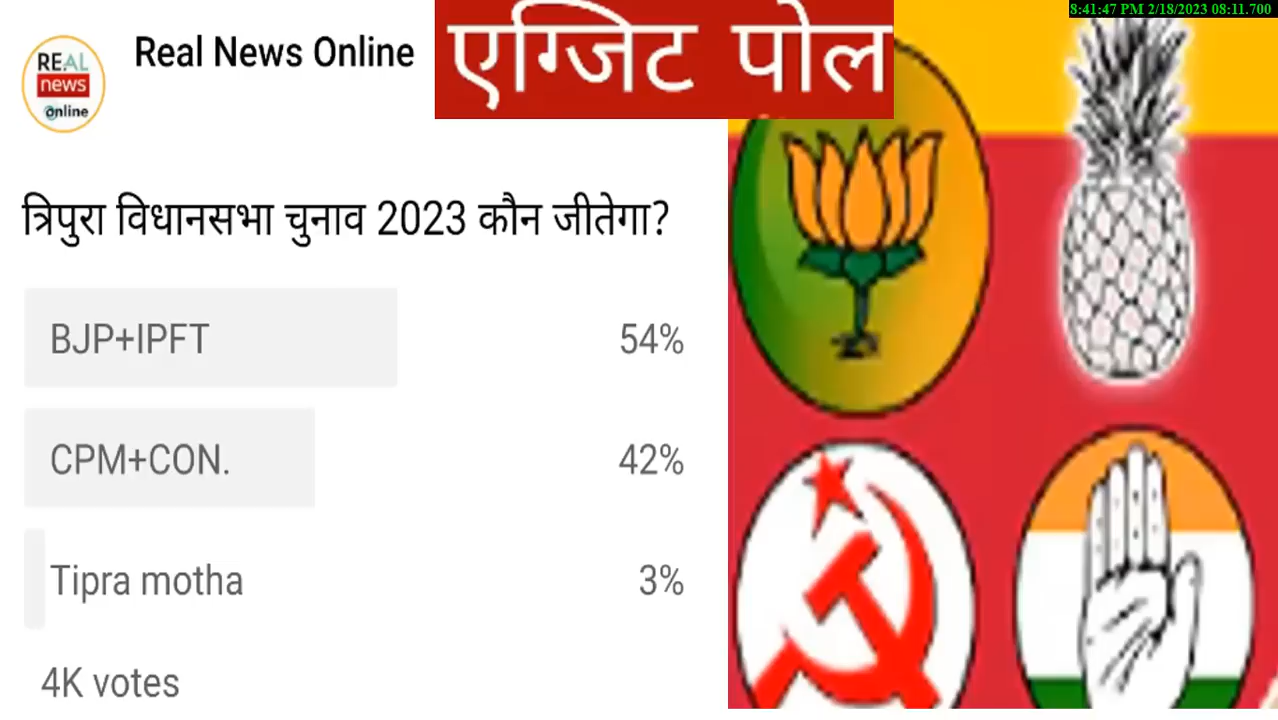 8:41:47 PM 2/18/2023 08:11.700
REAL
news
online
Real News Online
एग्जिट पोल
त्रिपुरा विधानसभा चुनाव 2023 कौन जीतेगा?
BJP+IPFT 54%
CPM+CON. 42%
Tipra motha 3%
4K votes